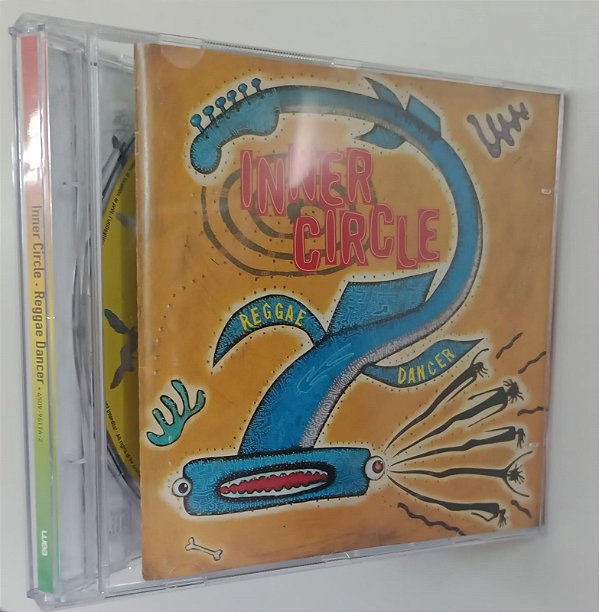 INNER
CIRCLE
REGGAE
DANCER
Inner Circle · Reggae Dancer